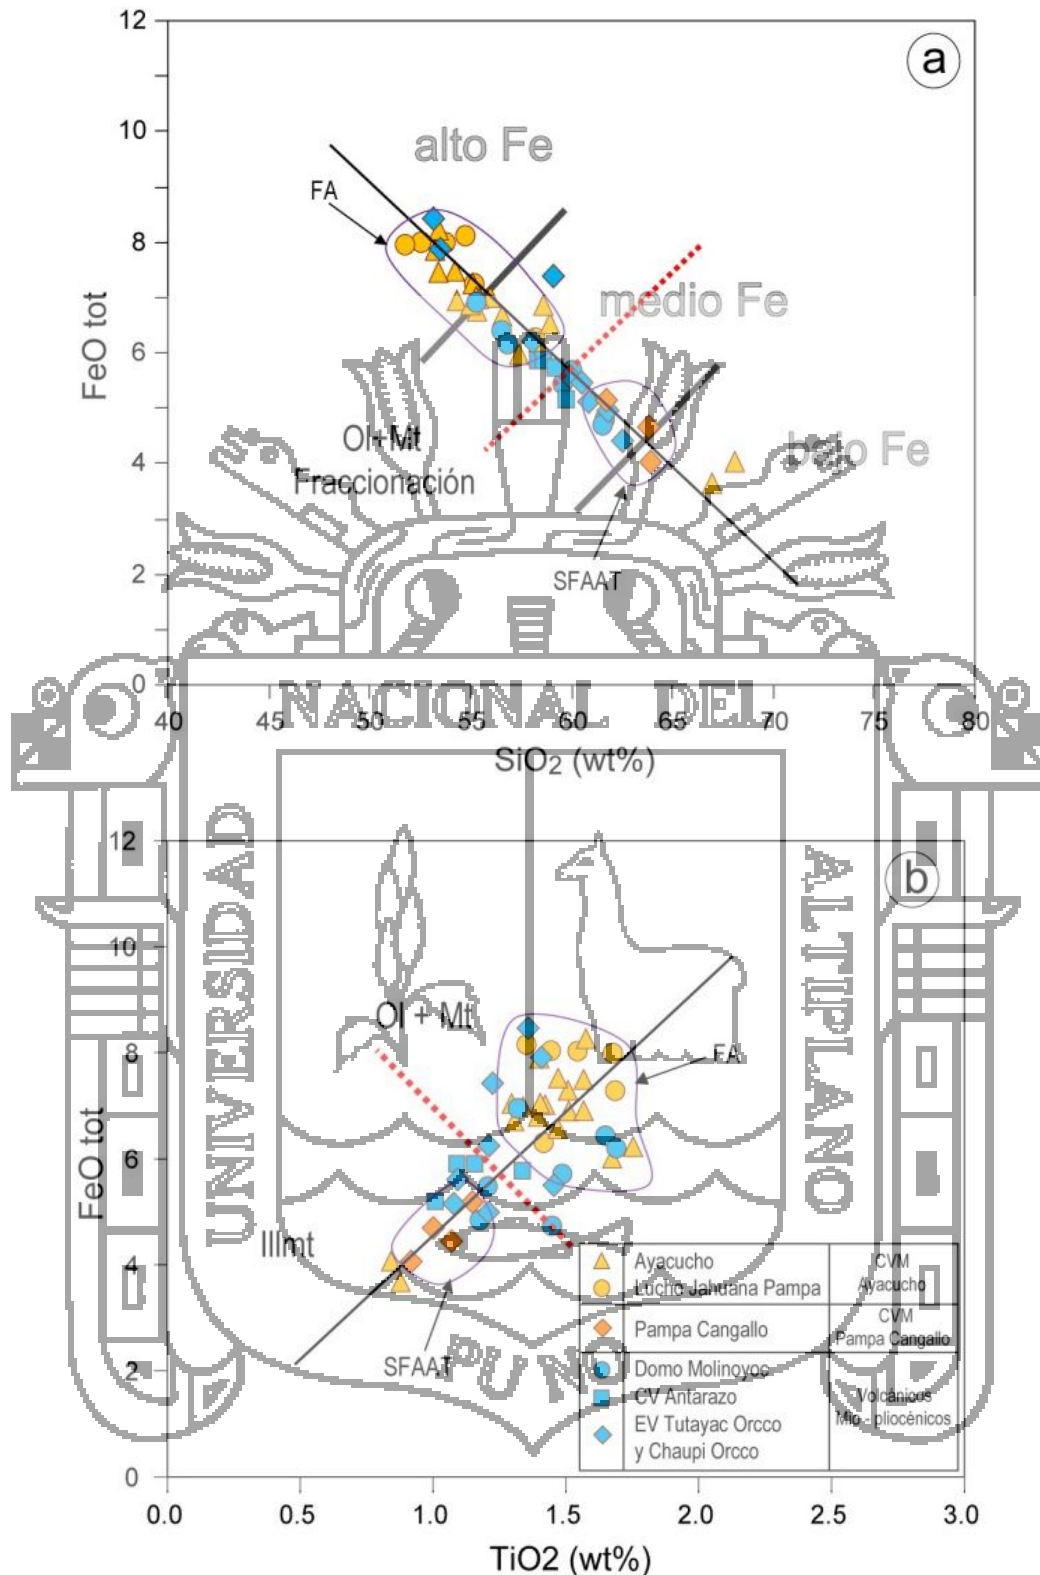 12
a
10
alto Fe
FA
8
medio Fe
FeO tot
6
Ol+Mt
bajo Fe
4
Fraccionación
2
SFAAT
0
NACIONAL DEL
40 45 50 55 60 65 70 75 80
SiO2 (wt%)
UNIVERSIDAD
ALTIPLANO
12
b
10
Ol + Mt
8
FA
FeO tot
6
Illmt
4
SFAAT
PUNO
2
0
Ayacucho
Lucho Jahuana Pampa
CVM
Ayacucho
Pampa Cangallo
CVM
Pampa Cangallo
Domo Molinoyoc
CV Antarazo
EV Tutayac Orcco
y Chaupi Orcco
Volcánicos
Mio - pliocénicos
0.0 0.5 1.0 1.5 2.0 2.5 3.0
TiO2 (wt%)